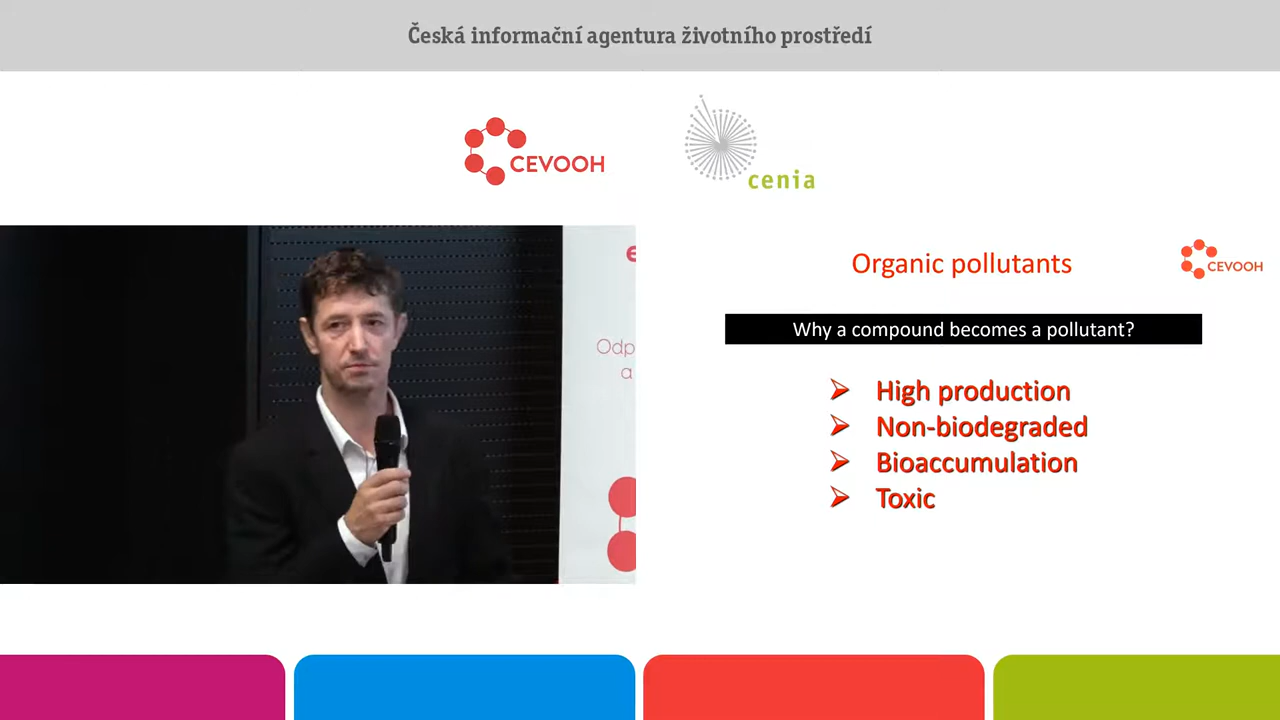 Česká informační agentura životního prostředí
CEVOOH
cenia
Organic pollutants
CEVOOH
Why a compound becomes a pollutant?
High production
Non-biodegraded
Bioaccumulation
Toxic
e
Odp
a